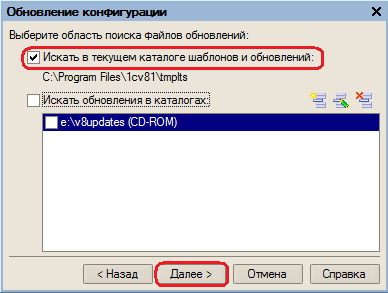 Обновление конфигурации
Выберите область поиска файлов обновлений:
Искать в текущем каталоге шаблонов и обновлений:
C:\Program Files\1cv81\tmplts
Искать обновления в каталогах:
e:\v8updates (CD-ROM)
< Назад Далее > Отмена Справка